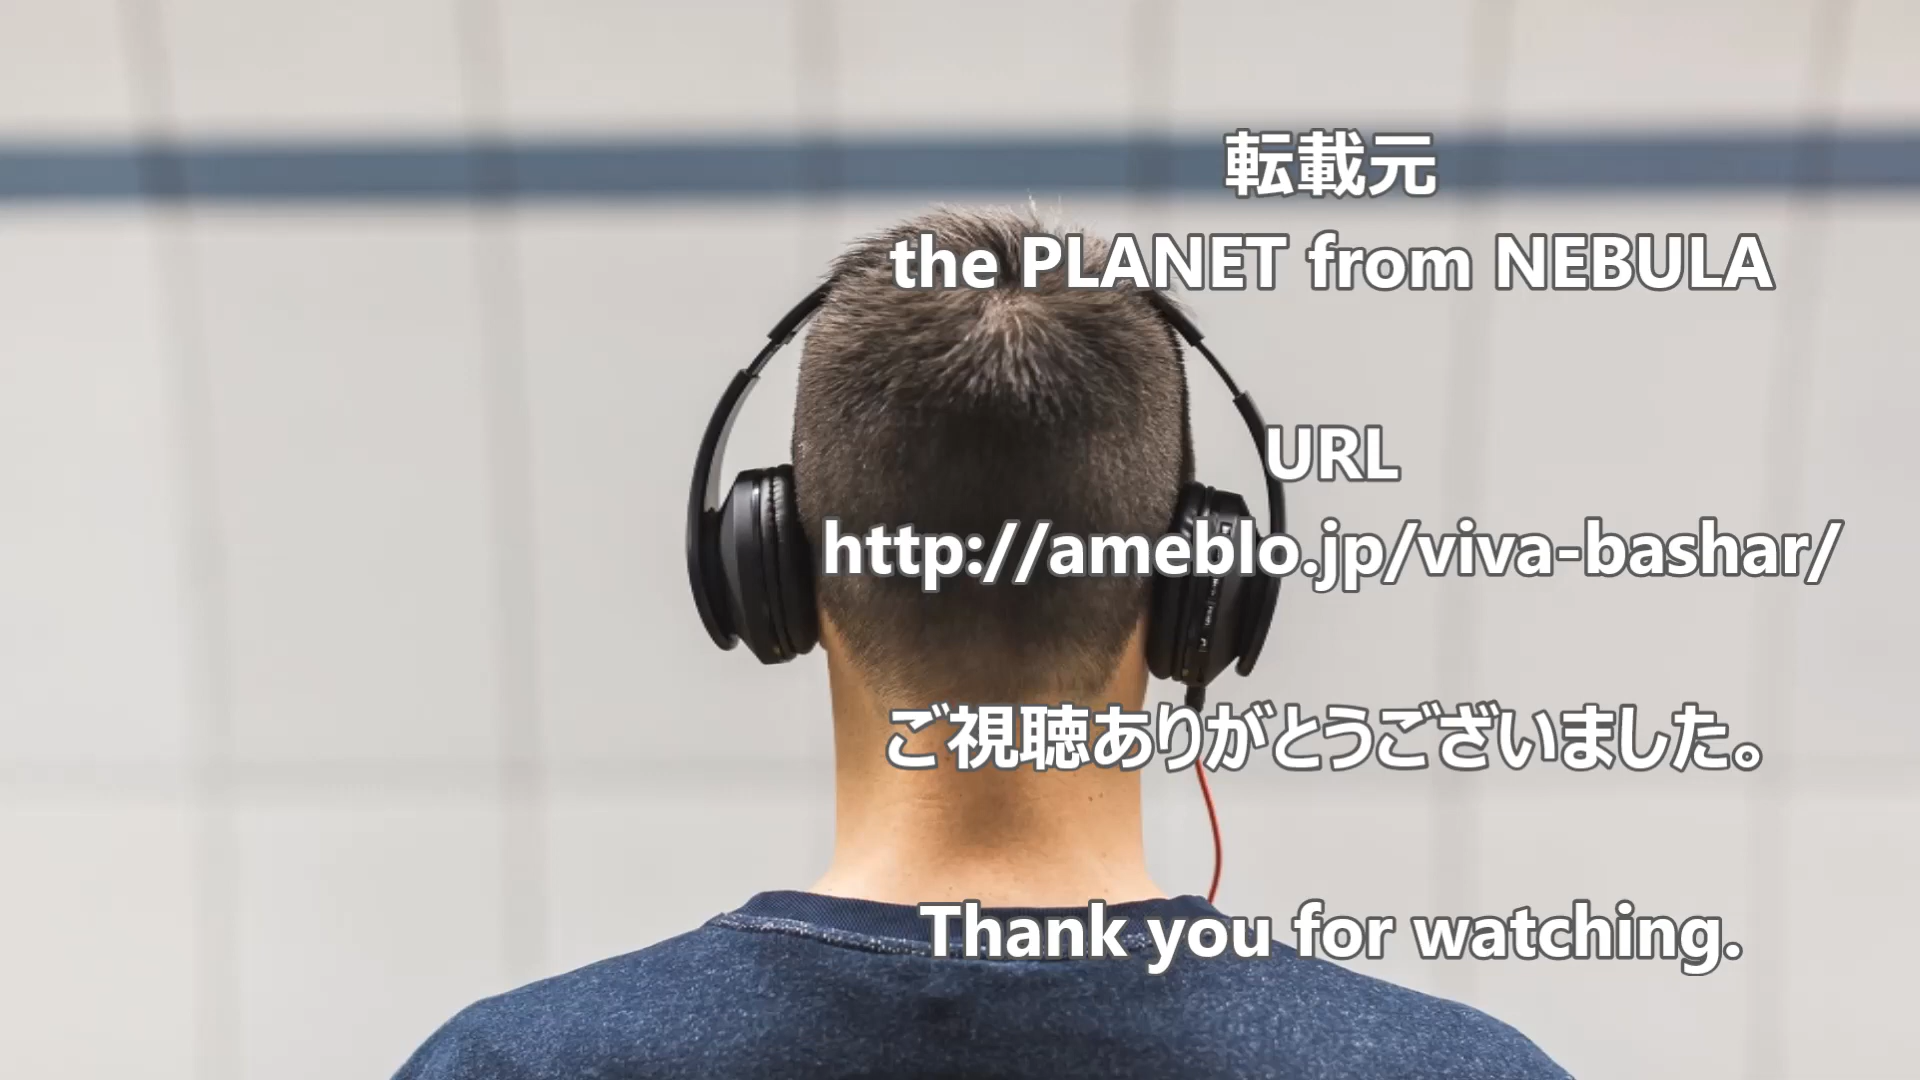 転載元
the PLANET from NEBULA
URL
http://ameblo.jp/viva-bashar/
ご視聴ありがとうございました。
Thank you for watching.